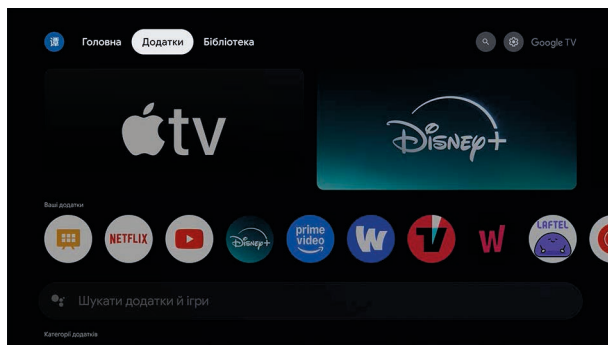 Головна Додатки Бібліотека Google TV
tv
Disney+
Ваші додатки
NETFLIX
Disney+
prime video
W
W
LAFTEL
Шукати додатки й ігри
Категорії додатків